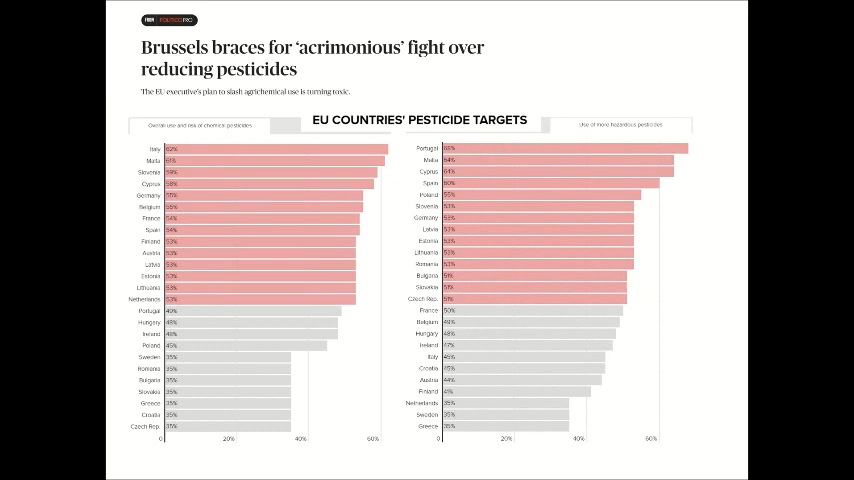 FROM POLITICOPRO
Brussels braces for ‘acrimonious’ fight over
reducing pesticides
The EU executive's plan to slash agrichemical use is turning toxic.
EU COUNTRIES' PESTICIDE TARGETS
Overall use and risk of chemical pesticides
Italy 62%
Malta 61%
Slovenia 59%
Cyprus 58%
Germany 55%
Belgium 55%
France 54%
Spain 54%
Finland 53%
Austria 53%
Latvia 53%
Estonia 53%
Lithuania 53%
Netherlands 53%
Portugal 49%
Hungary 48%
Ireland 48%
Poland 45%
Sweden 35%
Romania 35%
Bulgaria 35%
Slovakia 35%
Greece 35%
Croatia 35%
Czech Rep. 35%
0 20% 40% 60%
Use of more hazardous pesticides
Portugal 68%
Malta 64%
Cyprus 64%
Spain 60%
Poland 55%
Slovenia 53%
Germany 53%
Latvia 53%
Estonia 53%
Lithuania 53%
Romania 53%
Bulgaria 51%
Slovakia 51%
Czech Rep. 51%
France 50%
Belgium 49%
Hungary 48%
Ireland 47%
Italy 45%
Croatia 45%
Austria 44%
Finland 41%
Netherlands 35%
Sweden 35%
Greece 35%
0 20% 40% 60%